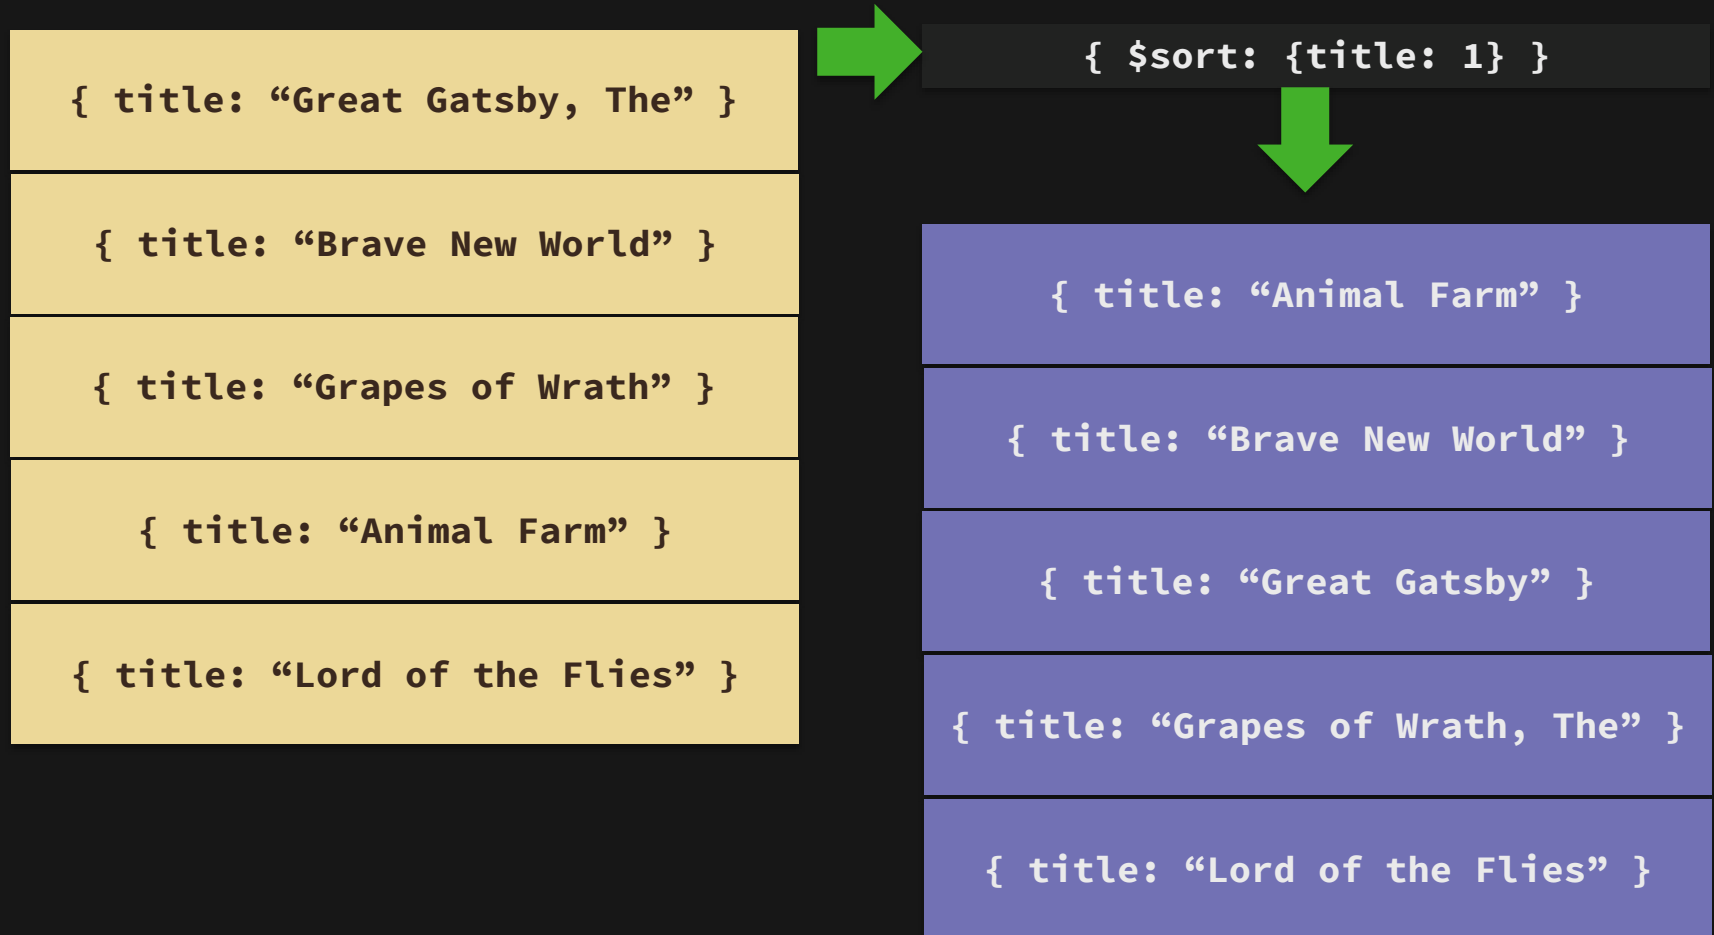 { title: “Great Gatsby, The” }
{ title: “Brave New World” }
{ title: “Grapes of Wrath” }
{ title: “Animal Farm” }
{ title: “Lord of the Flies” }
{ $sort: {title: 1} }
{ title: “Animal Farm” }
{ title: “Brave New World” }
{ title: “Great Gatsby” }
{ title: “Grapes of Wrath, The” }
{ title: “Lord of the Flies” }